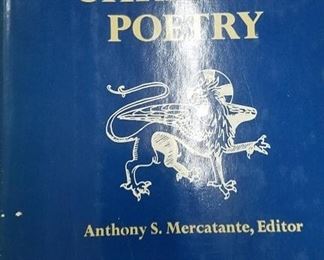 POETRY
Anthony S. Mercatante, Editor